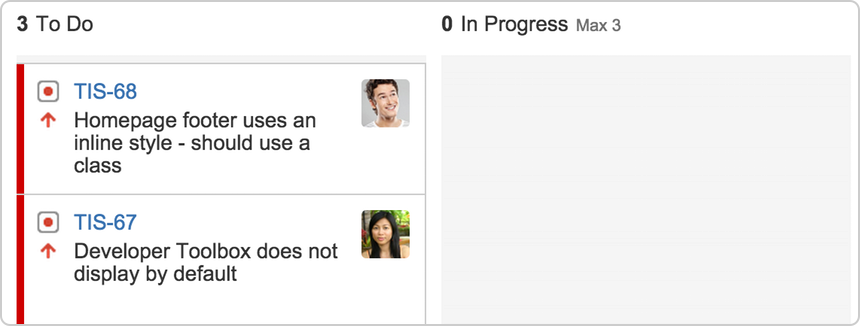 3 To Do
0 In Progress Max 3
TIS-68
Homepage footer uses an
inline style - should use a
class
TIS-67
Developer Toolbox does not
display by default